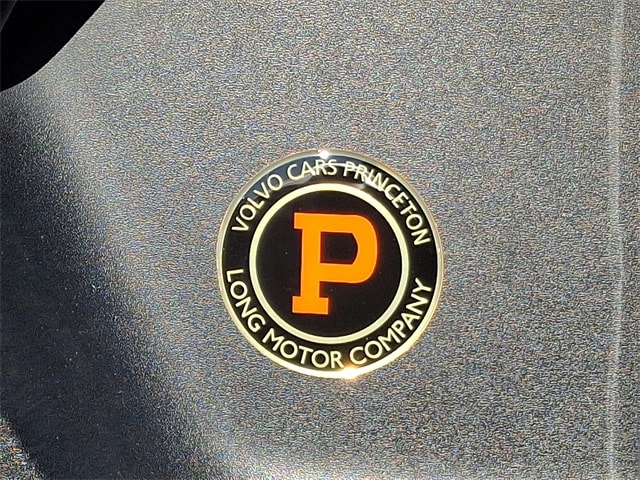 VOLVO CARS PRINCETON
P
LONG MOTOR COMPANY